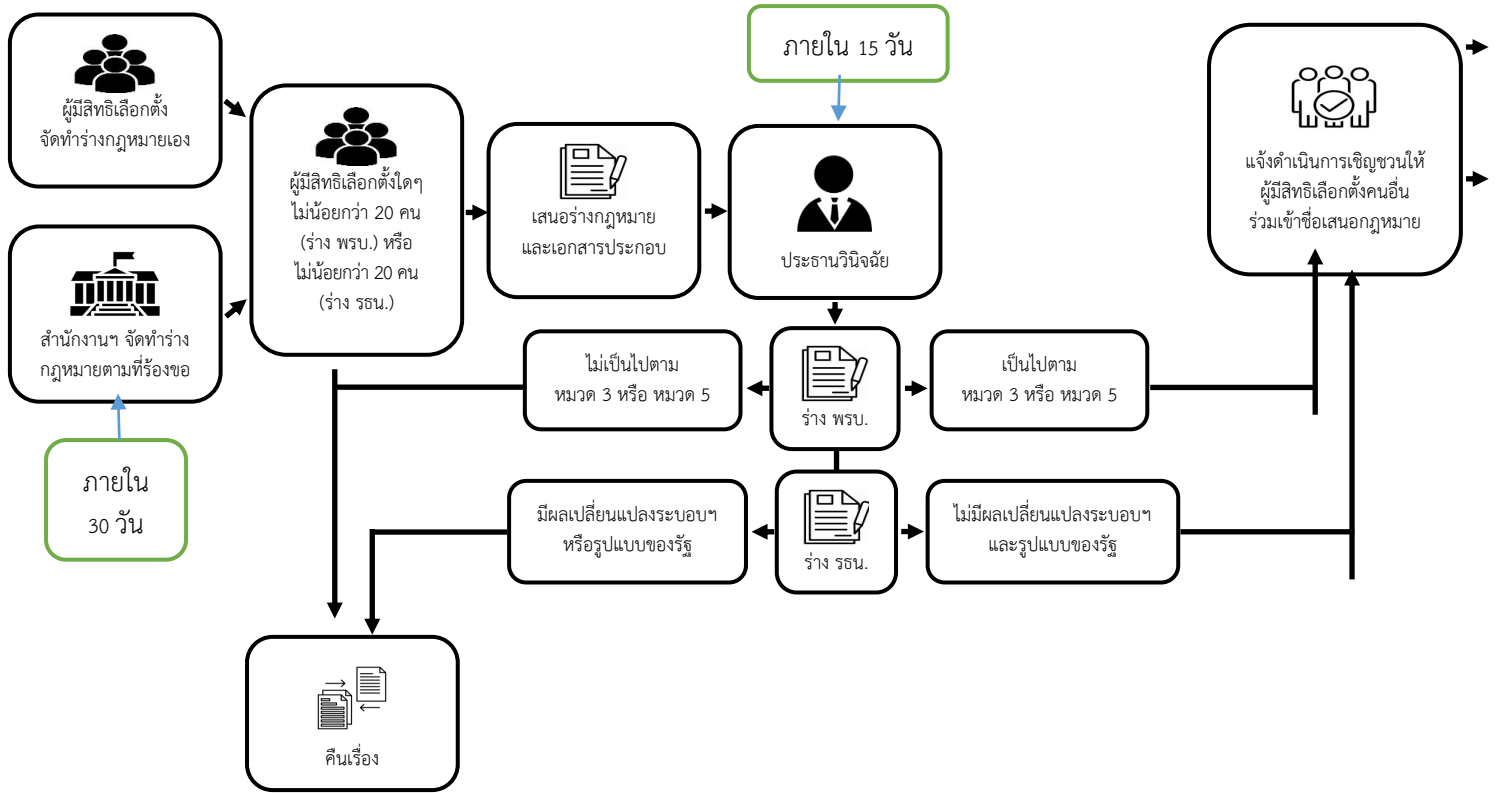 ผู้มีสิทธิเลือกตั้ง
จัดทำร่างกฎหมายเอง
สำนักงานฯ จัดทำร่าง
กฎหมายตามที่ร้องขอ
ภายใน
30 วัน
ผู้มีสิทธิเลือกตั้งใดๆ
ไม่น้อยกว่า 20 คน
(ร่าง พรบ.) หรือ
ไม่น้อยกว่า 20 คน
(ร่าง รธน.)
เสนอร่างกฎหมาย
และเอกสารประกอบ
ภายใน 15 วัน
ประธานวินิจฉัย
แจ้งดำเนินการเชิญชวนให้
ผู้มีสิทธิเลือกตั้งคนอื่น
ร่วมเข้าชื่อเสนอกฎหมาย
ไม่เป็นไปตาม
หมวด 3 หรือ หมวด 5
ร่าง พรบ.
เป็นไปตาม
หมวด 3 หรือ หมวด 5
มีผลเปลี่ยนแปลงระบอบฯ
หรือรูปแบบของรัฐ
ร่าง รธน.
ไม่มีผลเปลี่ยนแปลงระบอบฯ
และรูปแบบของรัฐ
คืนเรื่อง